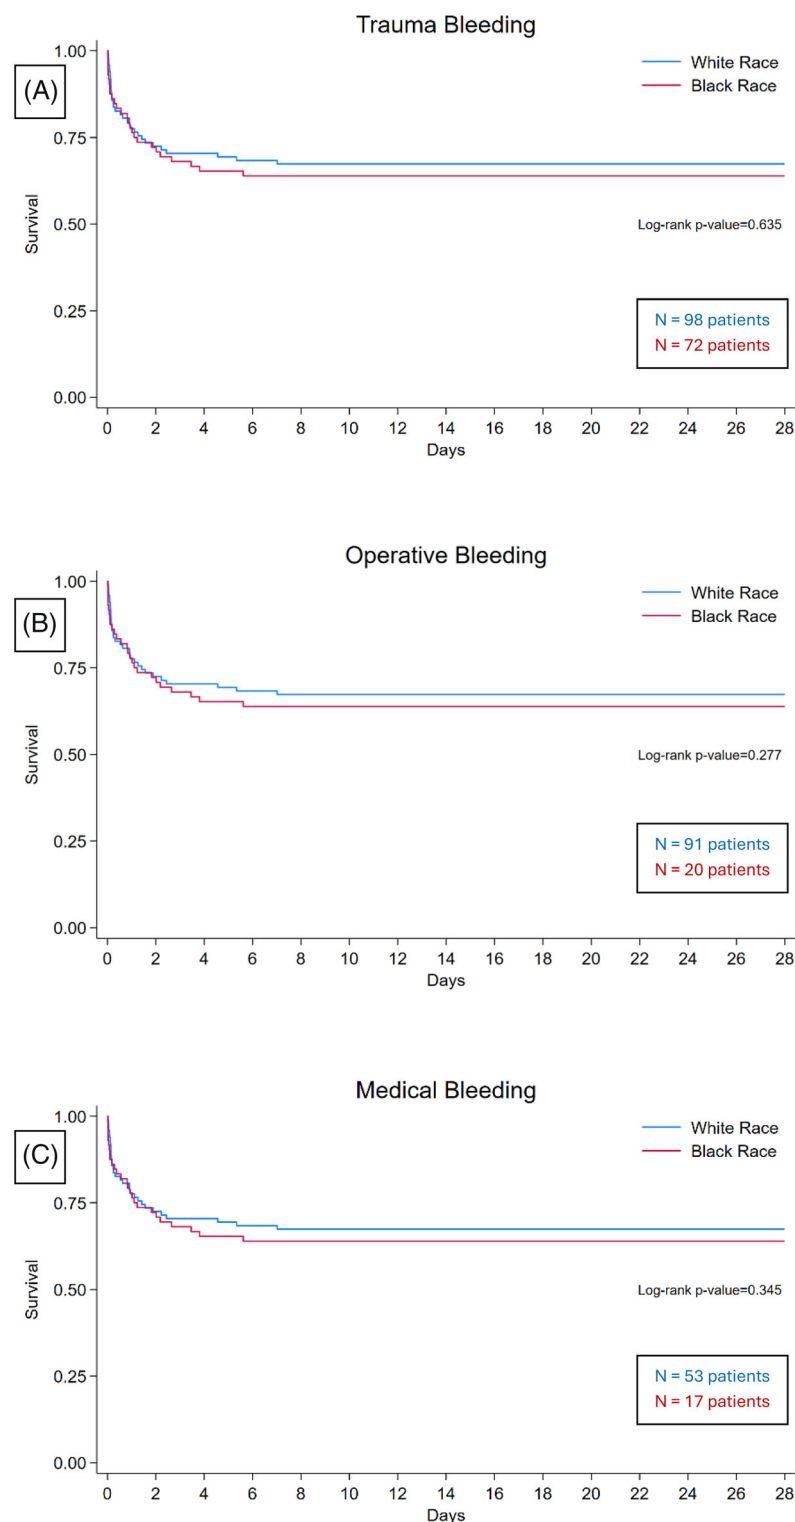 Trauma Bleeding
(A)
1.00
0.75
0.50
0.25
0.00
Survival
White Race
Black Race
Log-rank p-value=0.635
N = 98 patients
N = 72 patients
0 2 4 6 8 10 12 14 16 18 20 22 24 26 28
Days
Operative Bleeding
(B)
1.00
0.75
0.50
0.25
0.00
Survival
White Race
Black Race
Log-rank p-value=0.277
N = 91 patients
N = 20 patients
0 2 4 6 8 10 12 14 16 18 20 22 24 26 28
Days
Medical Bleeding
(C)
1.00
0.75
0.50
0.25
0.00
Survival
White Race
Black Race
Log-rank p-value=0.345
N = 53 patients
N = 17 patients
0 2 4 6 8 10 12 14 16 18 20 22 24 26 28
Days